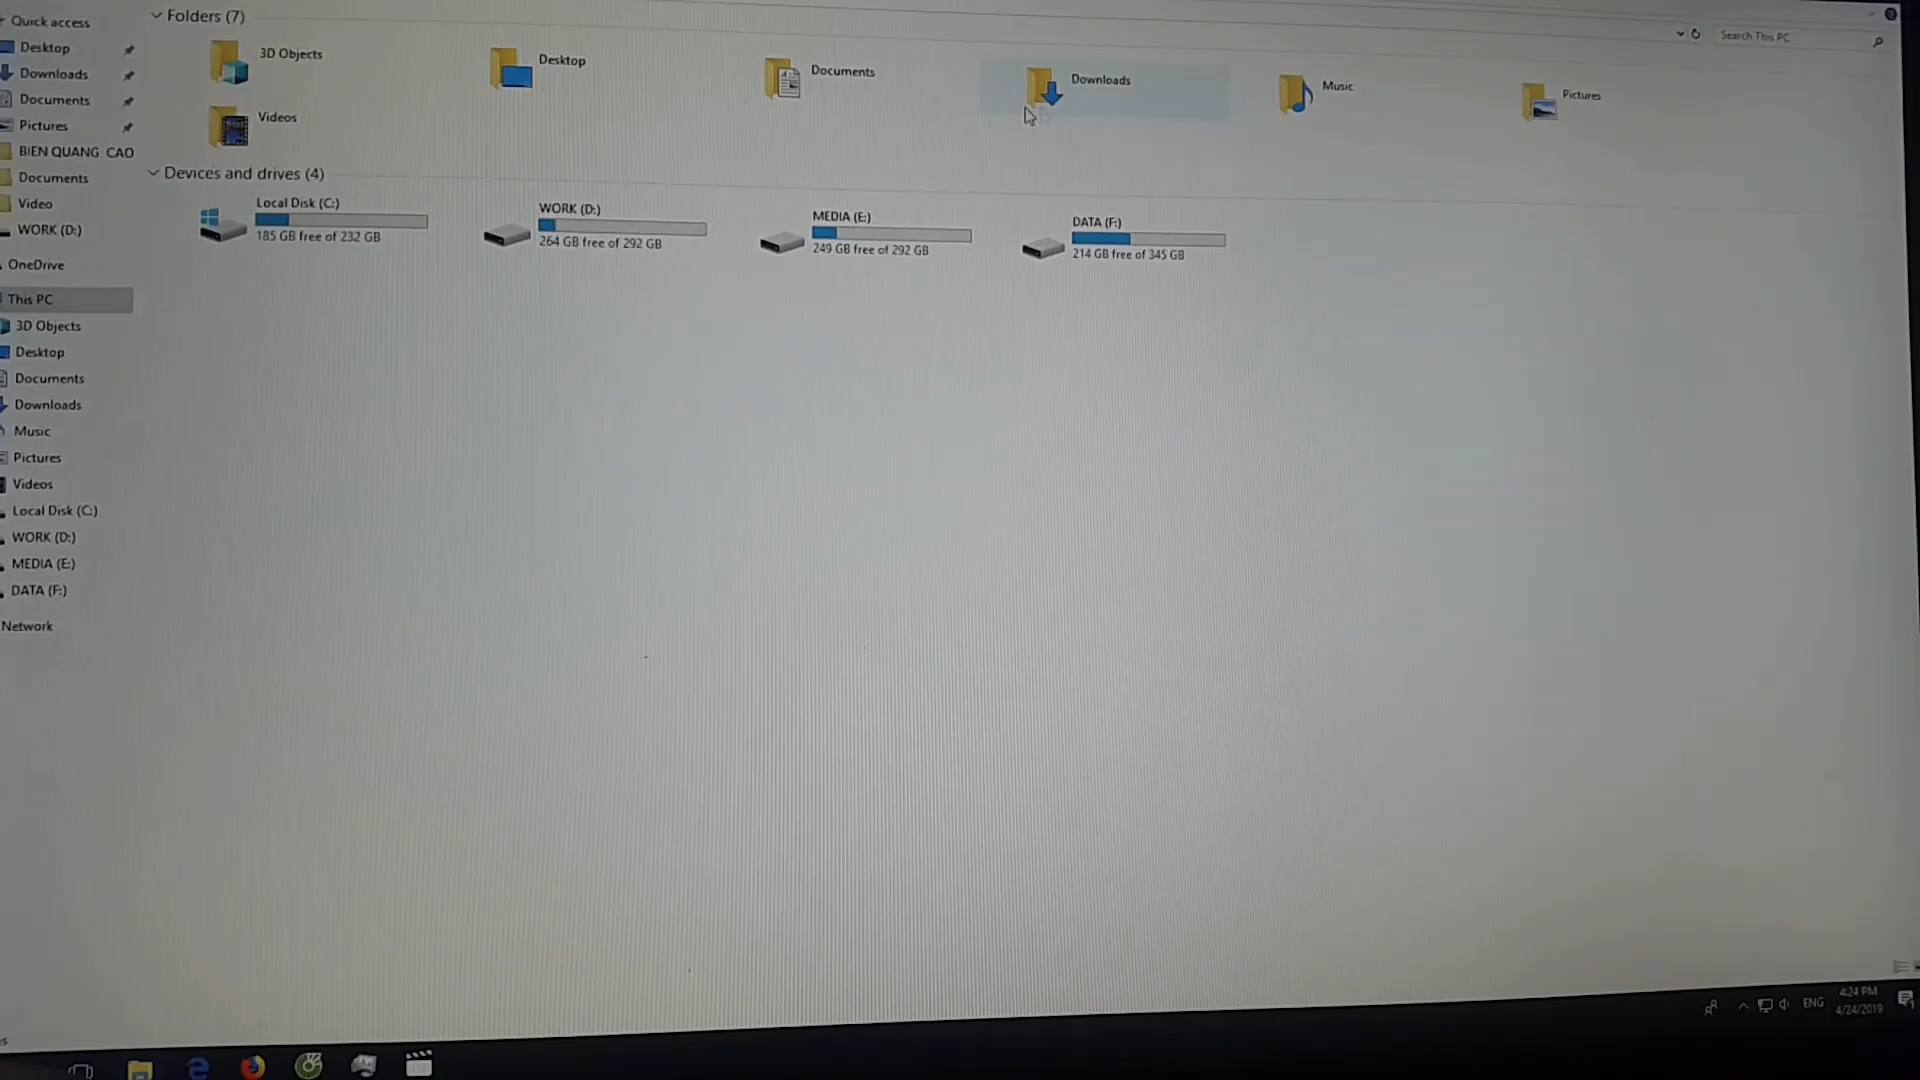 Quick access
Desktop
Downloads
Documents
Pictures
BIEN QUANG CAO
Documents
Video
WORK (D:)
OneDrive
This PC
3D Objects
Desktop
Documents
Downloads
Music
Pictures
Videos
Local Disk (C:)
WORK (D:)
MEDIA (E:)
DATA (F:)
Network
Search This PC
Folders (7)
3D Objects
Desktop
Documents
Downloads
Music
Pictures
Videos
Devices and drives (4)
Local Disk (C:)
185 GB free of 232 GB
WORK (D:)
264 GB free of 292 GB
MEDIA (E:)
249 GB free of 292 GB
DATA (F:)
214 GB free of 345 GB
ENG
4:24 PM
4/24/2019